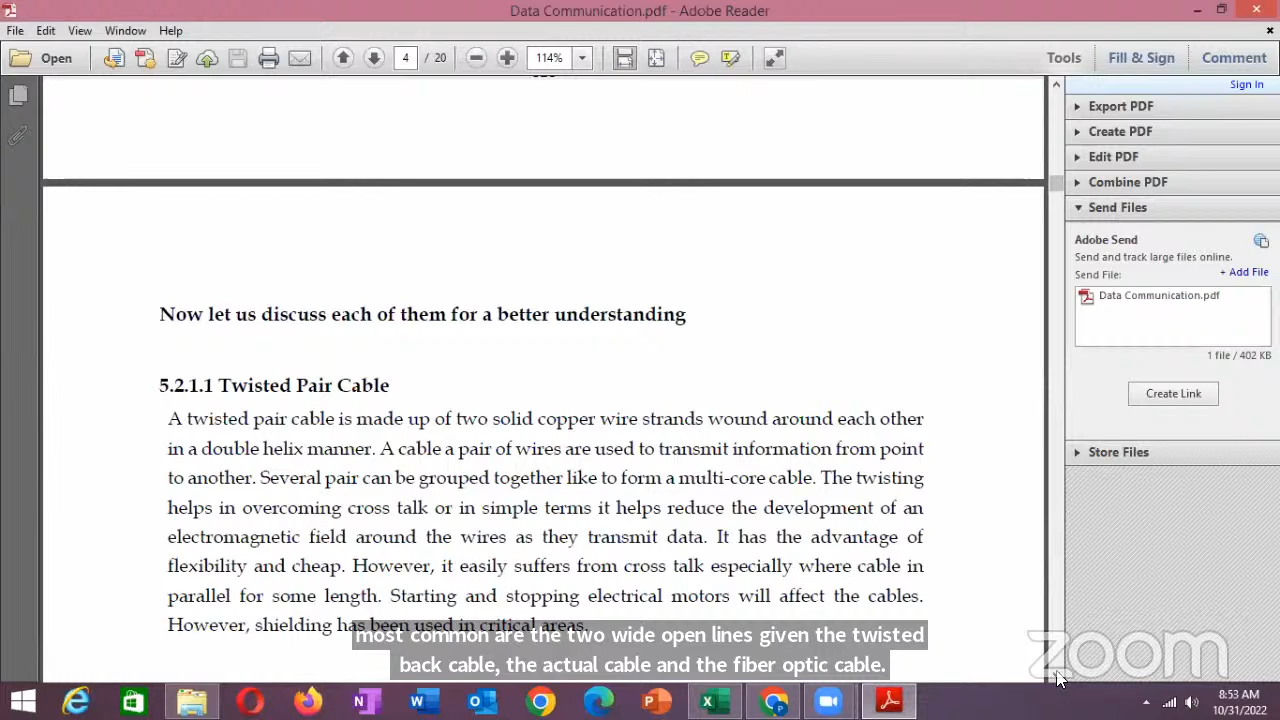 Data Communication.pdf - Adobe Reader
File Edit View Window Help
Open 4 / 20 114% Tools Fill & Sign Comment
Sign In
Export PDF
Create PDF
Edit PDF
Combine PDF
Send Files
Adobe Send
Send and track large files online.
Send File:
+ Add File
Data Communication.pdf
1 file / 402 KB
Create Link
Store Files
Now let us discuss each of them for a better understanding
5.2.1.1 Twisted Pair Cable
A twisted pair cable is made up of two solid copper wire strands wound around each other
in a double helix manner. A cable a pair of wires are used to transmit information from point
to another. Several pair can be grouped together like to form a multi-core cable. The twisting
helps in overcoming cross talk or in simple terms it helps reduce the development of an
electromagnetic field around the wires as they transmit data. It has the advantage of
flexibility and cheap. However, it easily suffers from cross talk especially where cable in
parallel for some length. Starting and stopping electrical motors will affect the cables.
However, shielding has been used in critical areas.
most common are the two wide open lines given the twisted
back cable, the actual cable and the fiber optic cable.
zoom
8:53 AM
10/31/2022